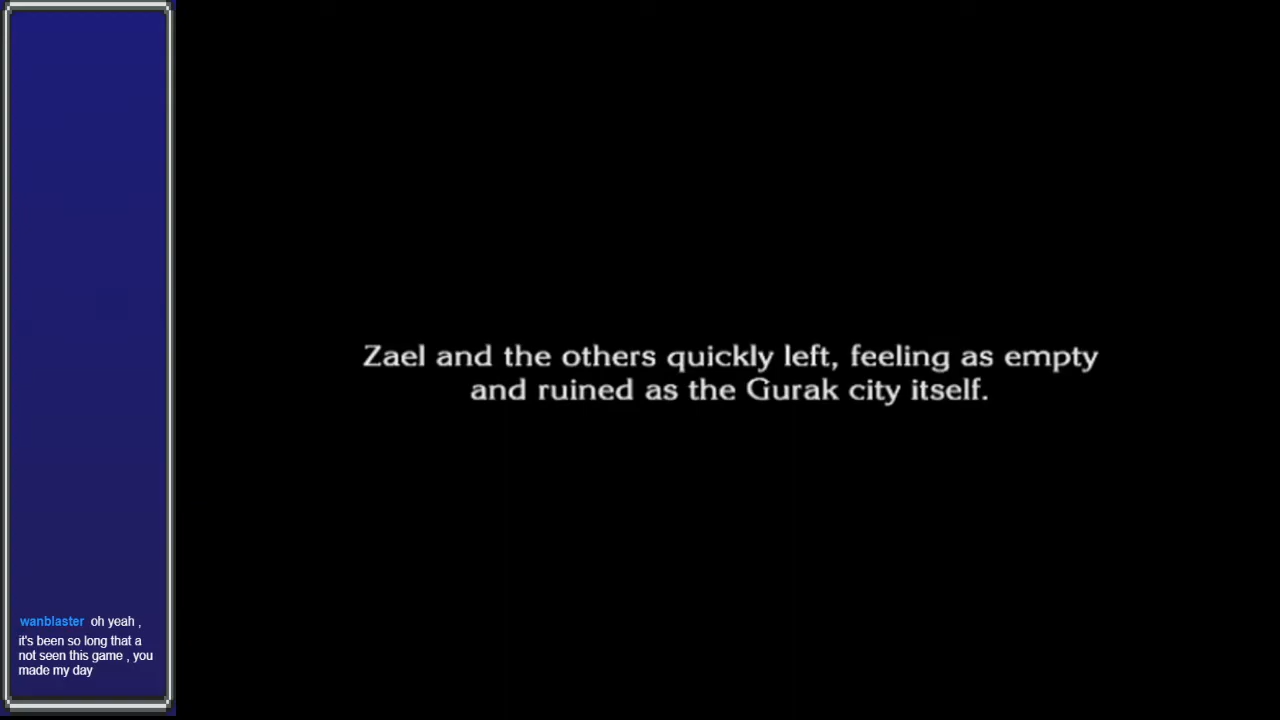 Zael and the others quickly left, feeling as empty
and ruined as the Gurak city itself.
wanblaster oh yeah ,
it's been so long that a
not seen this game , you
made my day